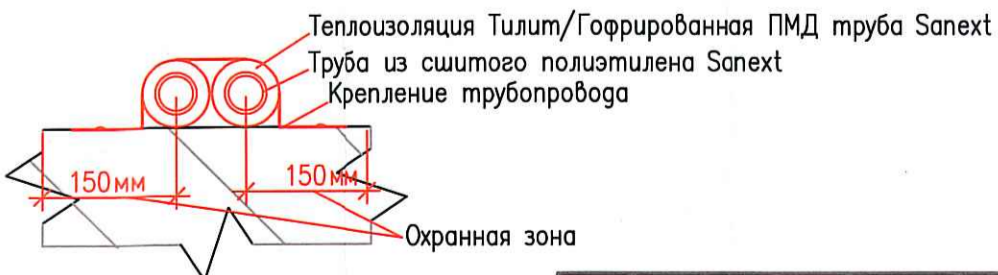 Теплоизоляция Тилит/Гофрированная ПМД труба Sanext
Труба из сшитого полиэтилена Sanext
Крепление трубопровода
150мм
150мм
Охранная зона